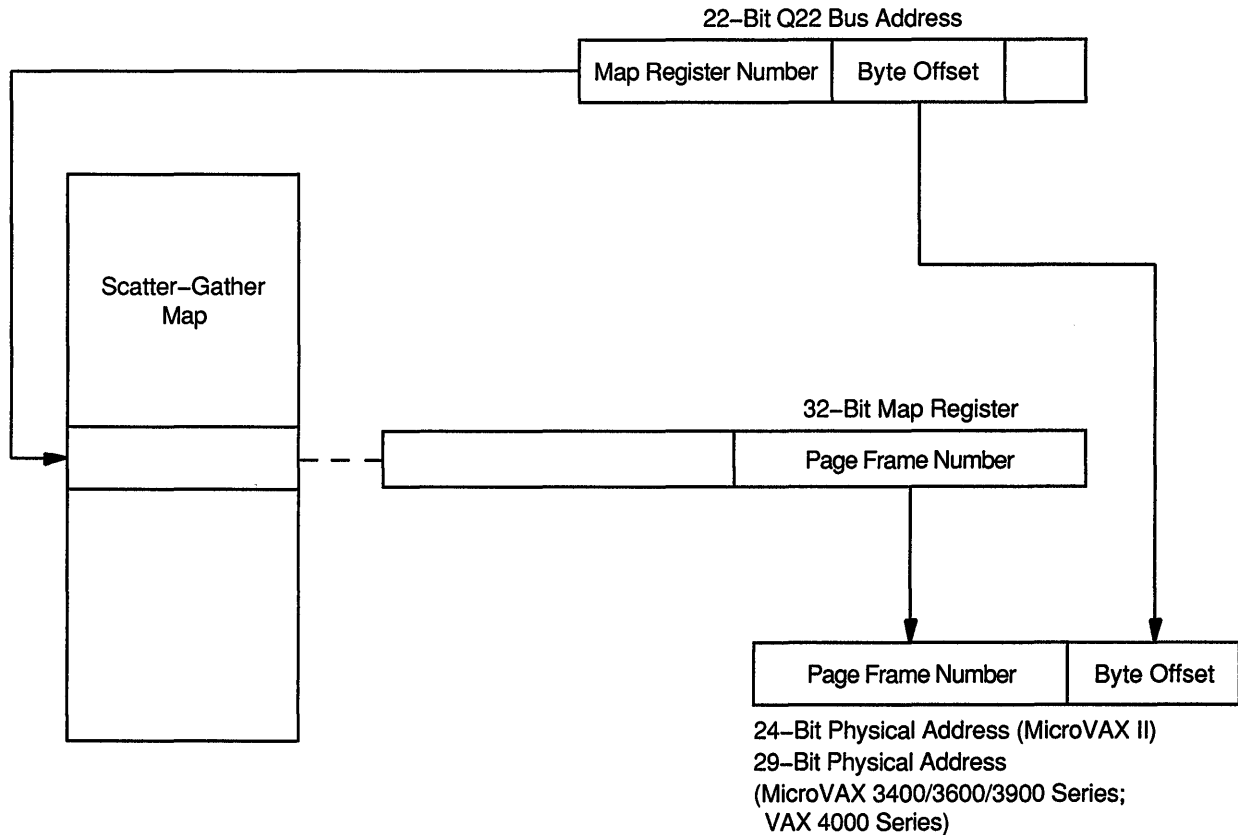 22–Bit Q22 Bus Address
Map Register Number
Byte Offset
Scatter–Gather
Map
32–Bit Map Register
Page Frame Number
Page Frame Number
Byte Offset
24–Bit Physical Address (MicroVAX II)
29–Bit Physical Address
(MicroVAX 3400/3600/3900 Series;
VAX 4000 Series)